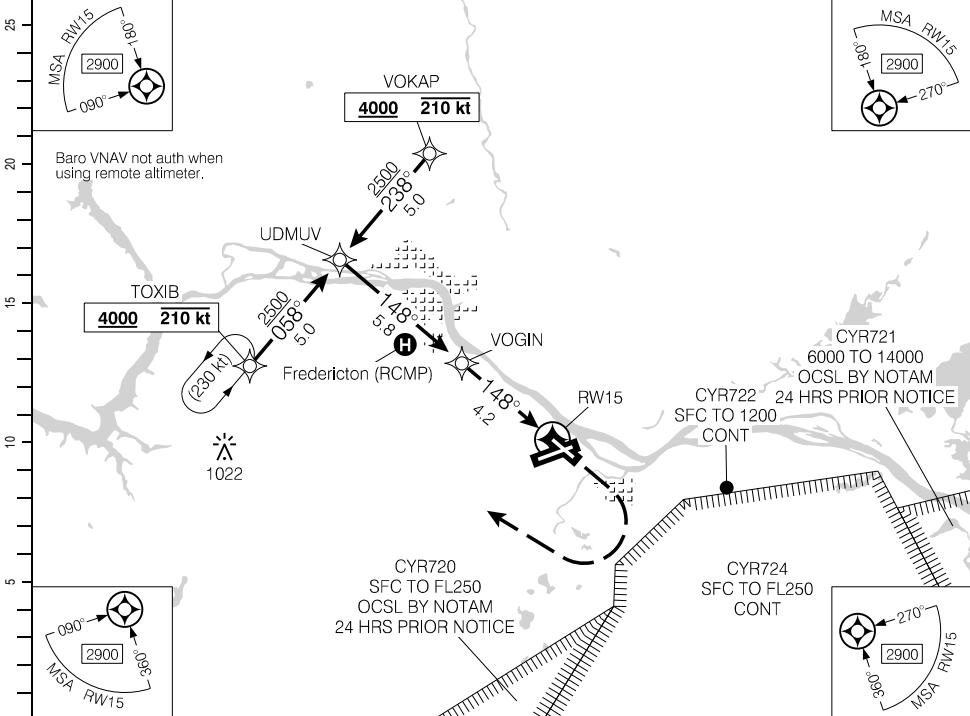 25
MSA RW15
180°
2900
090°
MSA RW15
2900
180°
270°
VOKAP
4000 210 kt
Baro VNAV not auth when
using remote altimeter.
20
2500
238°
5.0
UDMUV
TOXIB
4000 210 kt
2500
058°
5.0
15
148°
5.8
(230 kt)
H
Fredericton (RCMP)
VOGIN
148°
4.2
RW15
CYR721
6000 TO 14000
OCSL BY NOTAM
24 HRS PRIOR NOTICE
CYR722
SFC TO 1200
CONT
10
1022
5
CYR720
SFC TO FL250
OCSL BY NOTAM
24 HRS PRIOR NOTICE
CYR724
SFC TO FL250
CONT
090°
2900
360°
MSA RW15
270°
2900
360°
MSA RW15